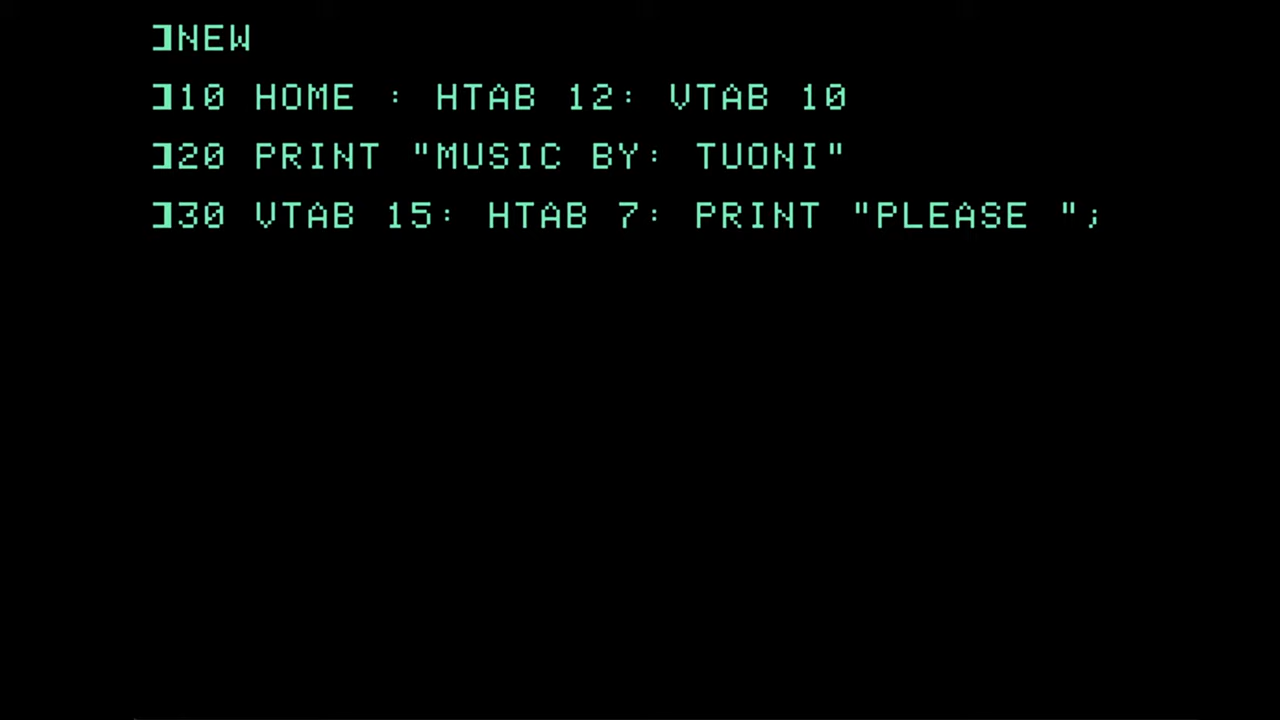 ]NEW
]10 HOME : HTAB 12: VTAB 10
]20 PRINT "MUSIC BY: TUONI"
]30 VTAB 15: HTAB 7: PRINT "PLEASE ";